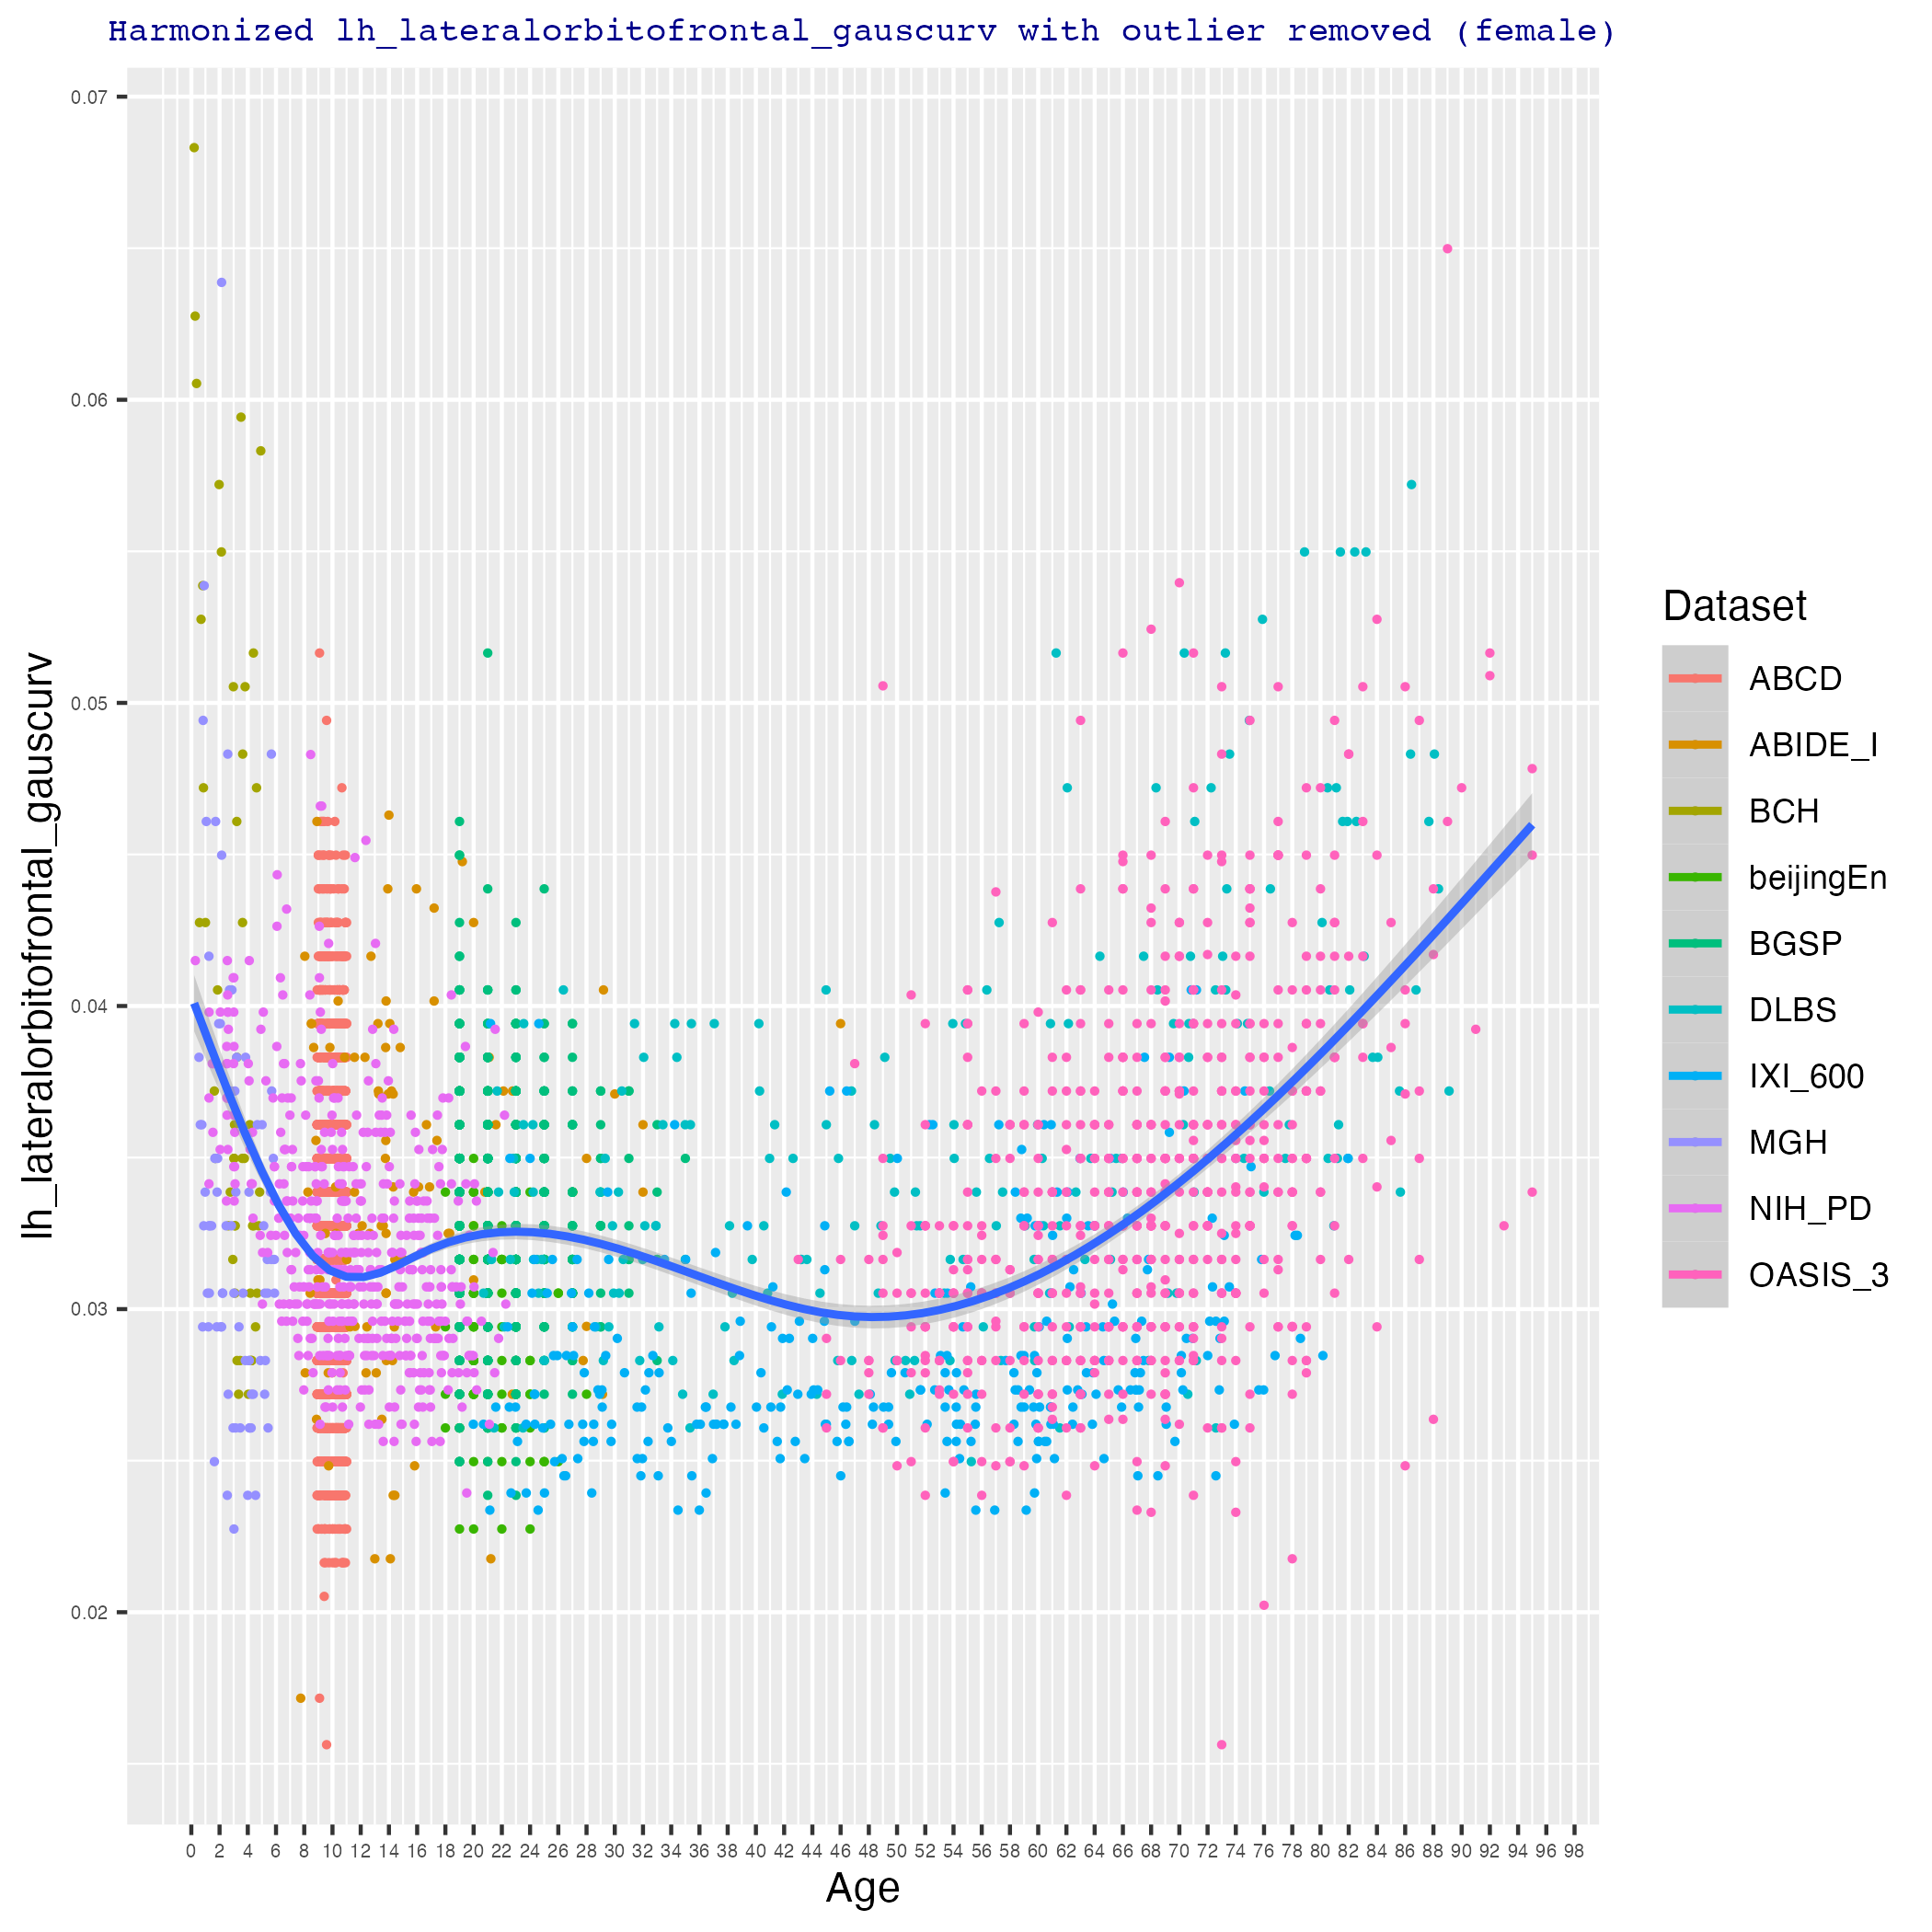 Harmonized lh_lateralorbitofrontal_gauscurv with outlier removed (female)
lh_lateralorbitofrontal_gauscurv
0.07
0.06
0.05
0.04
0.03
0.02
0 2 4 6 8 10 12 14 16 18 20 22 24 26 28 30 32 34 36 38 40 42 44 46 48 50 52 54 56 58 60 62 64 66 68 70 72 74 76 78 80 82 84 86 88 90 92 94 96 98
Age
Dataset
ABCD
ABIDE_I
BCH
beijingEn
BGSP
DLBS
IXI_600
MGH
NIH_PD
OASIS_3